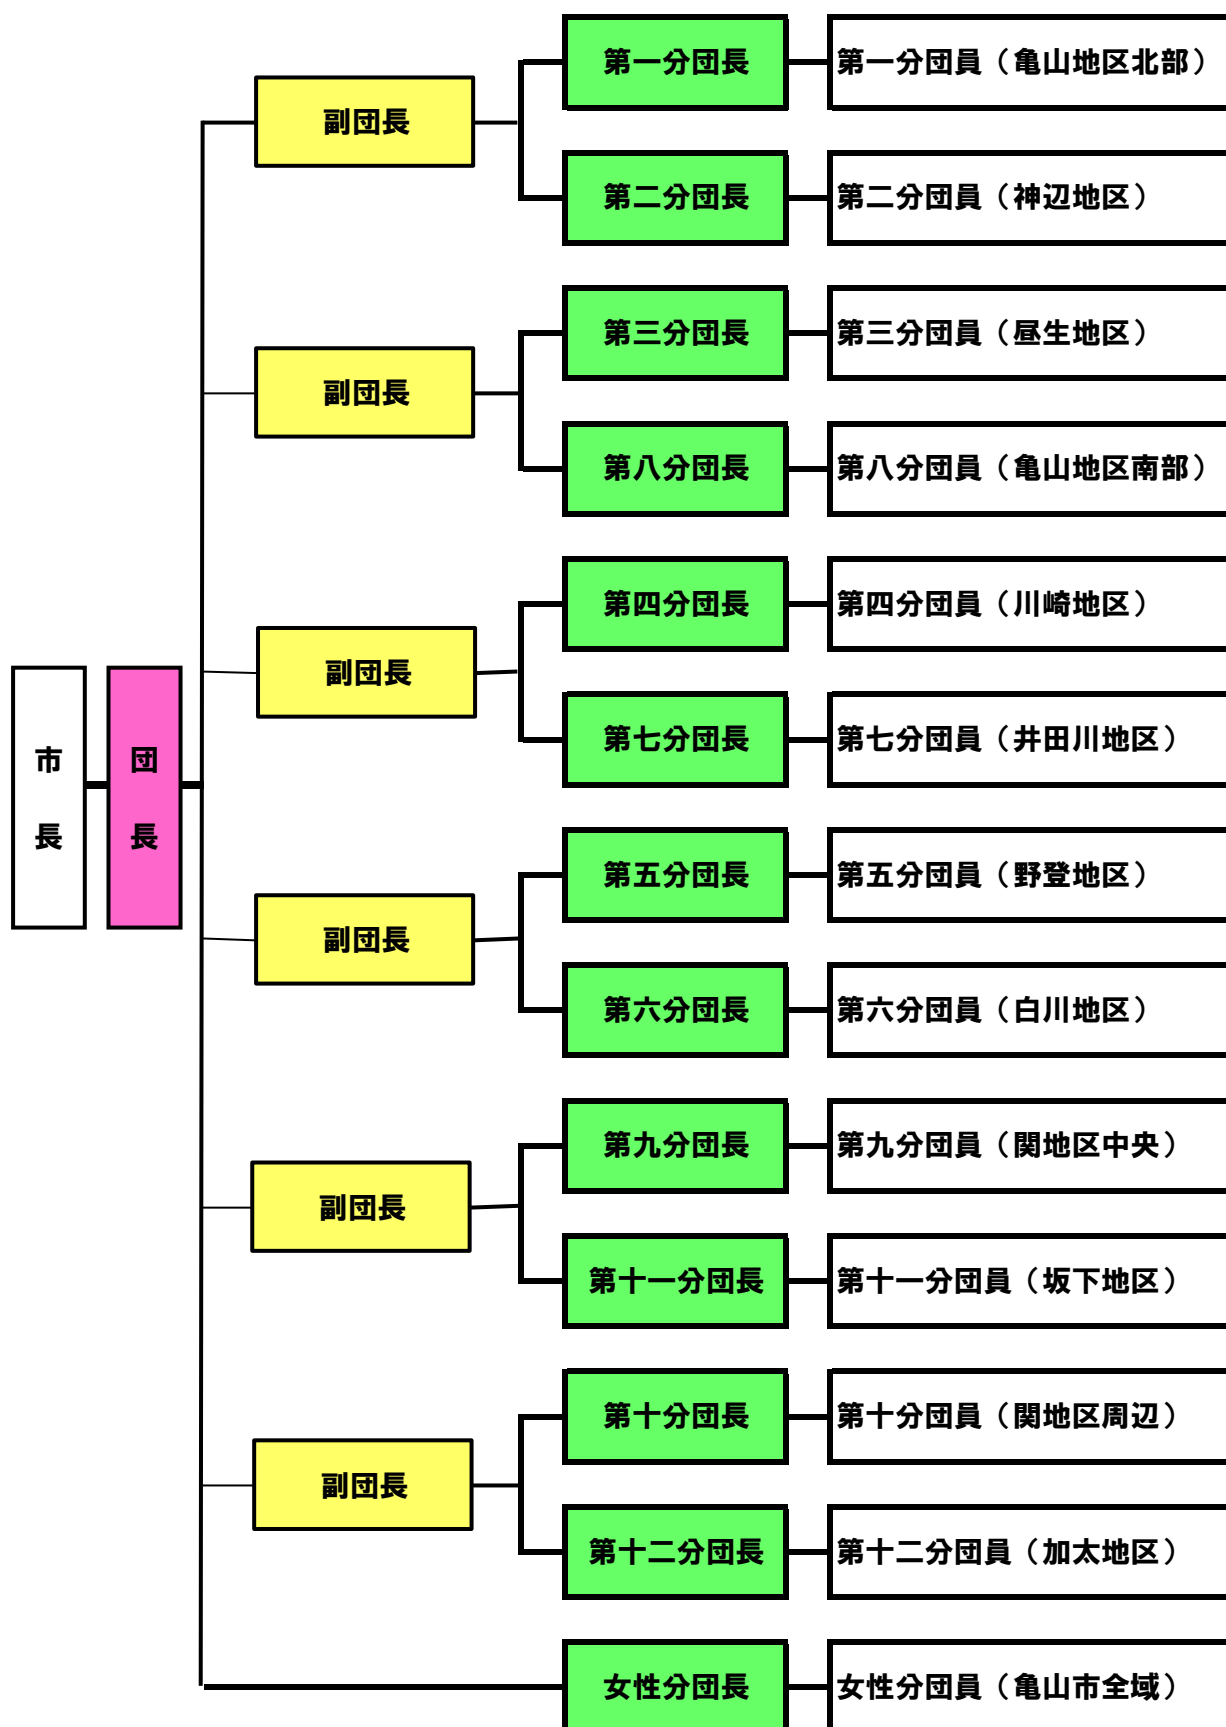 市長
団長
副団長
第一分団長
第一分団員（亀山地区北部）
第二分団長
第二分団員（神辺地区）
副団長
第三分団長
第三分団員（昼生地区）
第八分団長
第八分団員（亀山地区南部）
副団長
第四分団長
第四分団員（川崎地区）
第七分団長
第七分団員（井田川地区）
副団長
第五分団長
第五分団員（野登地区）
第六分団長
第六分団員（白川地区）
副団長
第九分団長
第九分団員（関地区中央）
第十一分団長
第十一分団員（坂下地区）
副団長
第十分団長
第十分団員（関地区周辺）
第十二分団長
第十二分団員（加太地区）
女性分団長
女性分団員（亀山市全域）